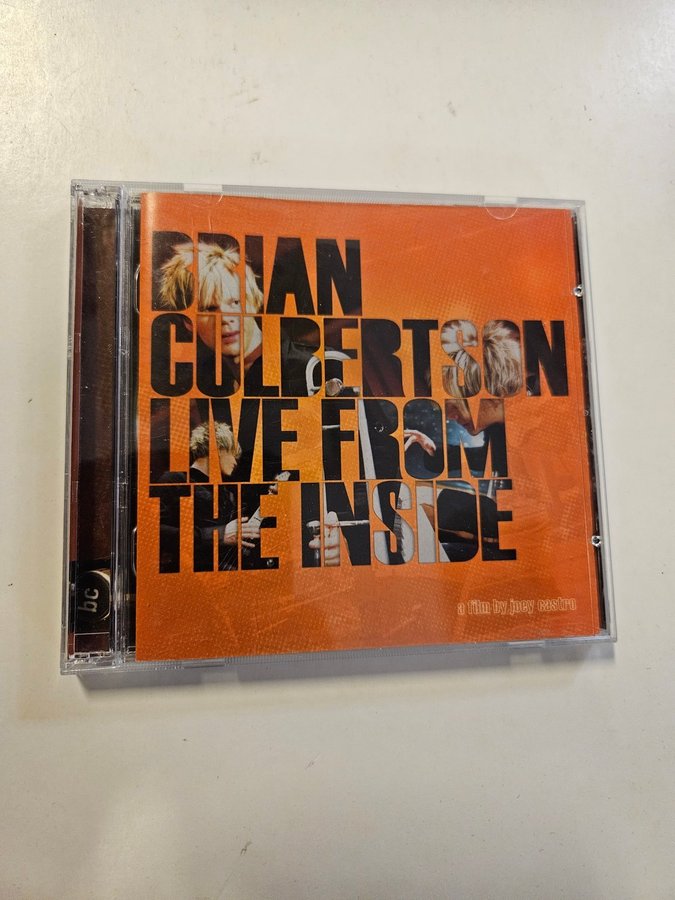 BRIAN
CULBERTSON
LIVE FROM
THE INSIDE
a film by joey castro
bc